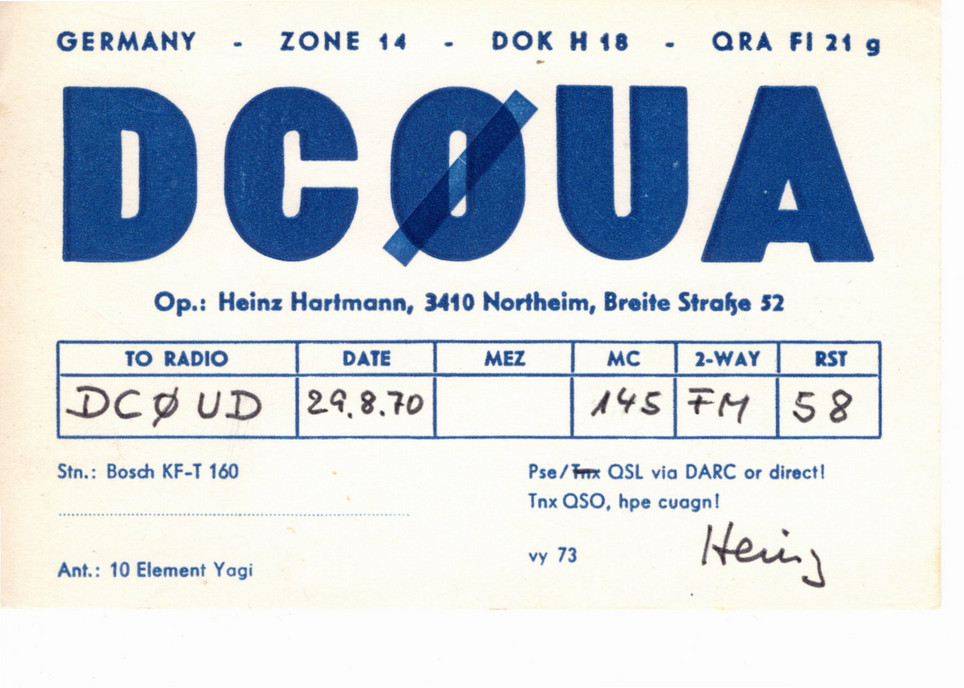 GERMANY - ZONE 14 - DOK H 18 - QRA FI 21 g
DCØUA
Op.: Heinz Hartmann, 3410 Northeim, Breite Straße 52
TO RADIO DATE MEZ MC 2-WAY RST
DCØUD 29.8.70 145 FM 58
Stn.: Bosch KF-T 160
Pse/Tnx QSL via DARC or direct!
Tnx QSO, hpe cuagn!
vy 73 Heinz
Ant.: 10 Element Yagi